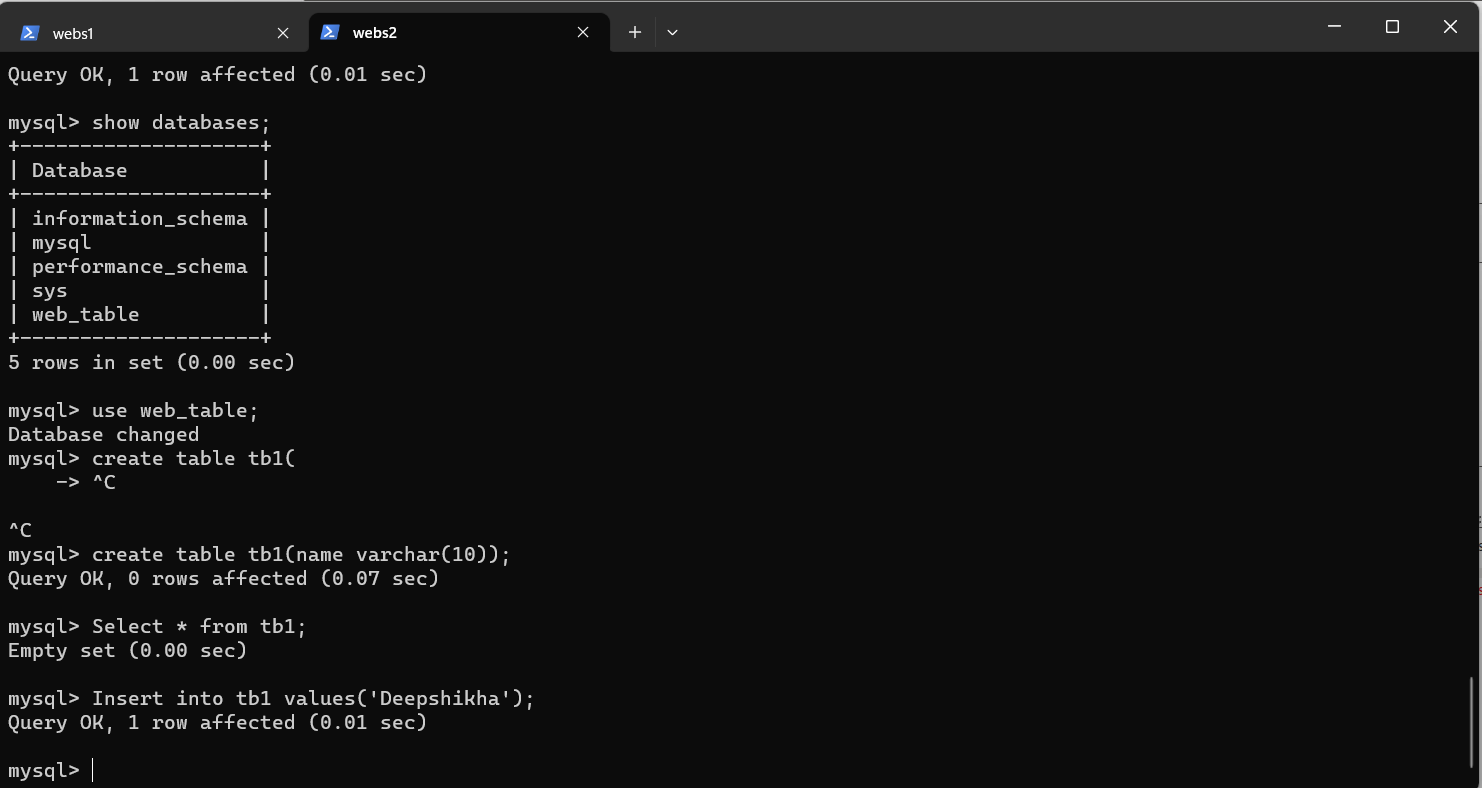 webs1
webs2
Query OK, 1 row affected (0.01 sec)
mysql> show databases;
+--------------------+
| Database           |
+--------------------+
| information_schema |
| mysql              |
| performance_schema |
| sys                |
| web_table          |
+--------------------+
5 rows in set (0.00 sec)
mysql> use web_table;
Database changed
mysql> create table tb1(
    -> ^C
^C
mysql> create table tb1(name varchar(10));
Query OK, 0 rows affected (0.07 sec)
mysql> Select * from tb1;
Empty set (0.00 sec)
mysql> Insert into tb1 values('Deepshikha');
Query OK, 1 row affected (0.01 sec)
mysql>